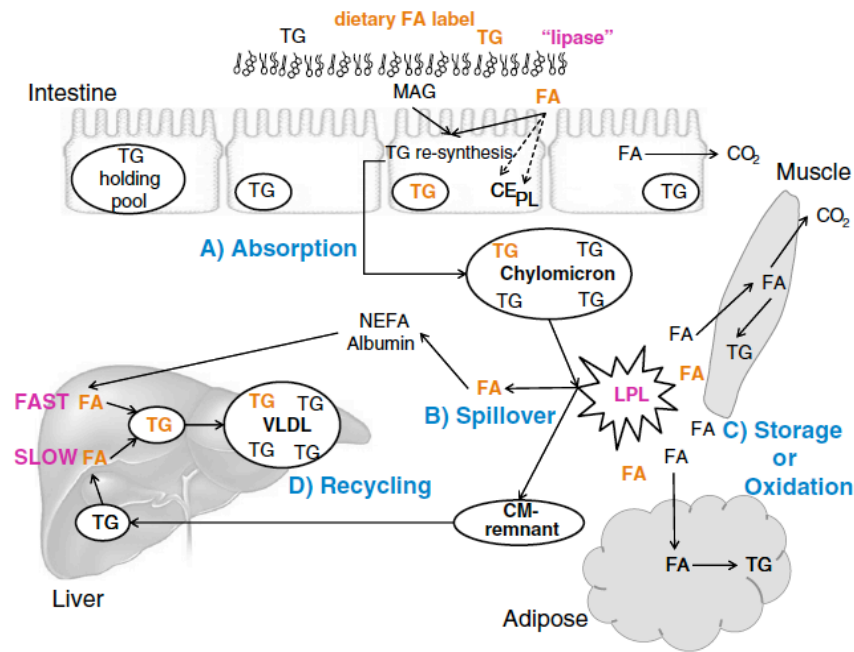 dietary FA label
TG
TG
“lipase”
Intestine
MAG
FA
TG
holding
pool
TG
TG re-synthesis
TG
CE
PL
FA
CO2
TG
Muscle
CO2
FA
TG
A) Absorption
TG
TG
Chylomicron
TG
TG
NEFA
Albumin
FA
FA
FAST
FA
FA
B) Spillover
LPL
FA
C) Storage
or
Oxidation
TG
TG
TG
VLDL
TG
TG
SLOW
FA
D) Recycling
FA
FA
TG
CM-
remnant
FA
TG
Liver
Adipose